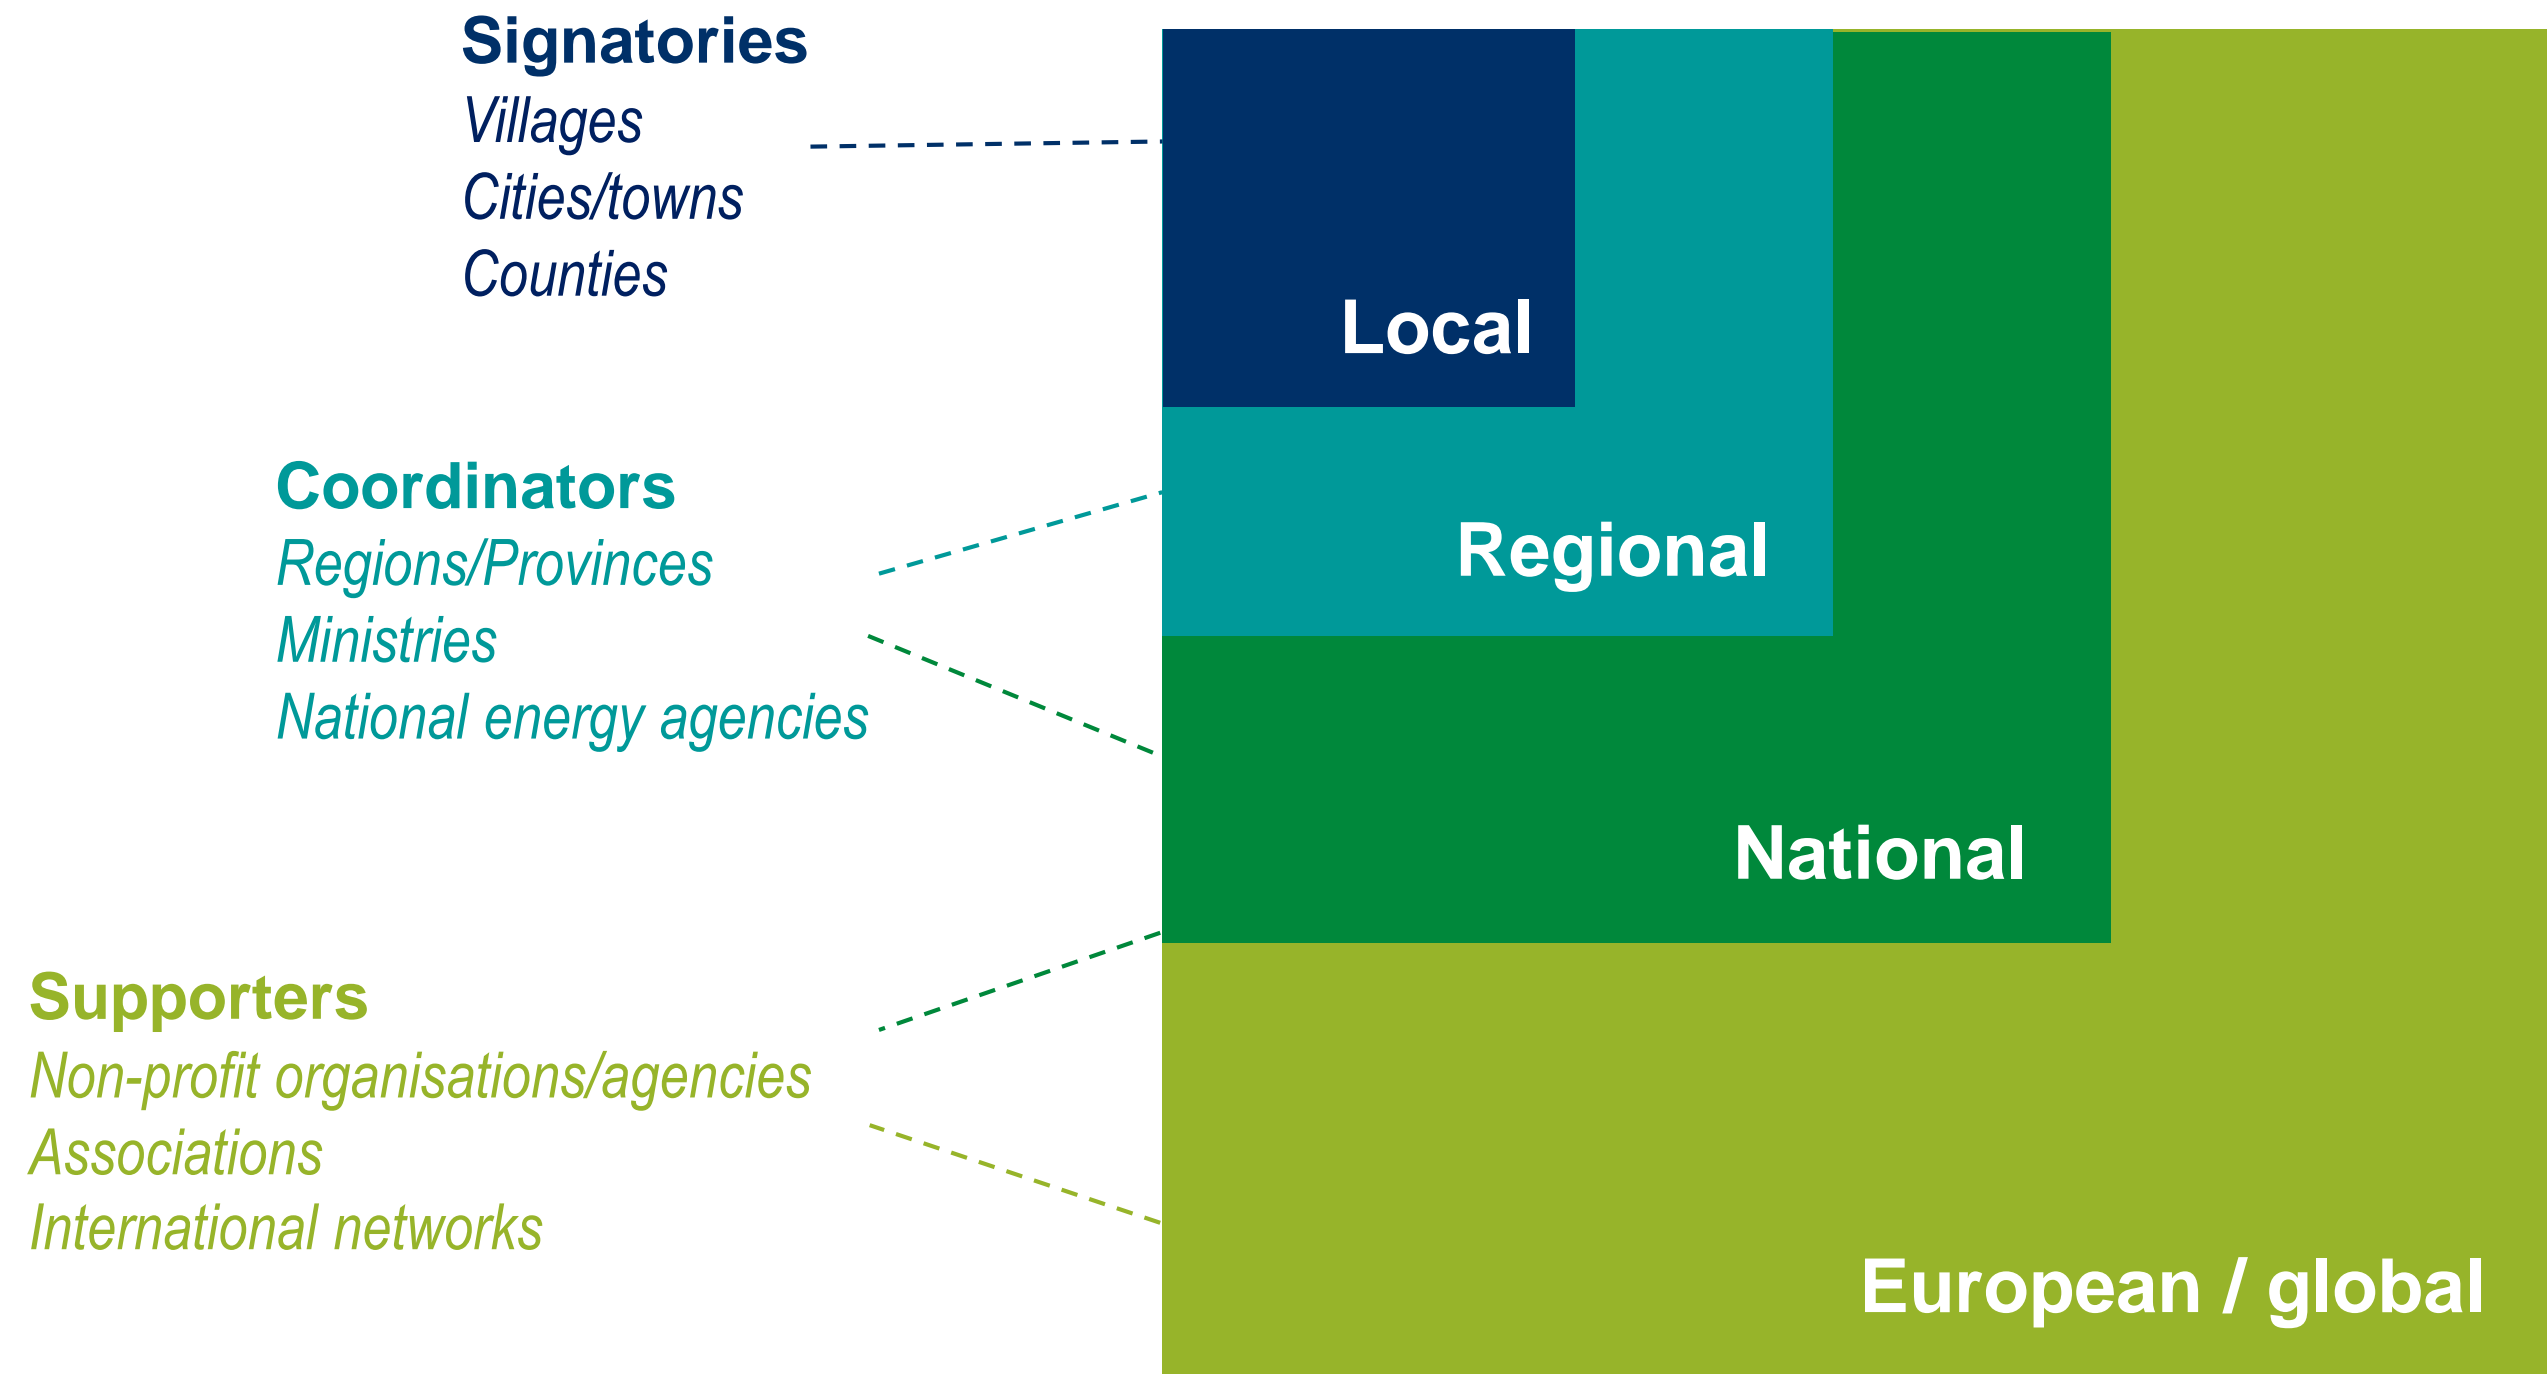 Signatories
Villages
Cities/towns
Counties
Local
Coordinators
Regions/Provinces
Ministries
National energy agencies
Regional
National
Supporters
Non-profit organisations/agencies
Associations
International networks
European / global